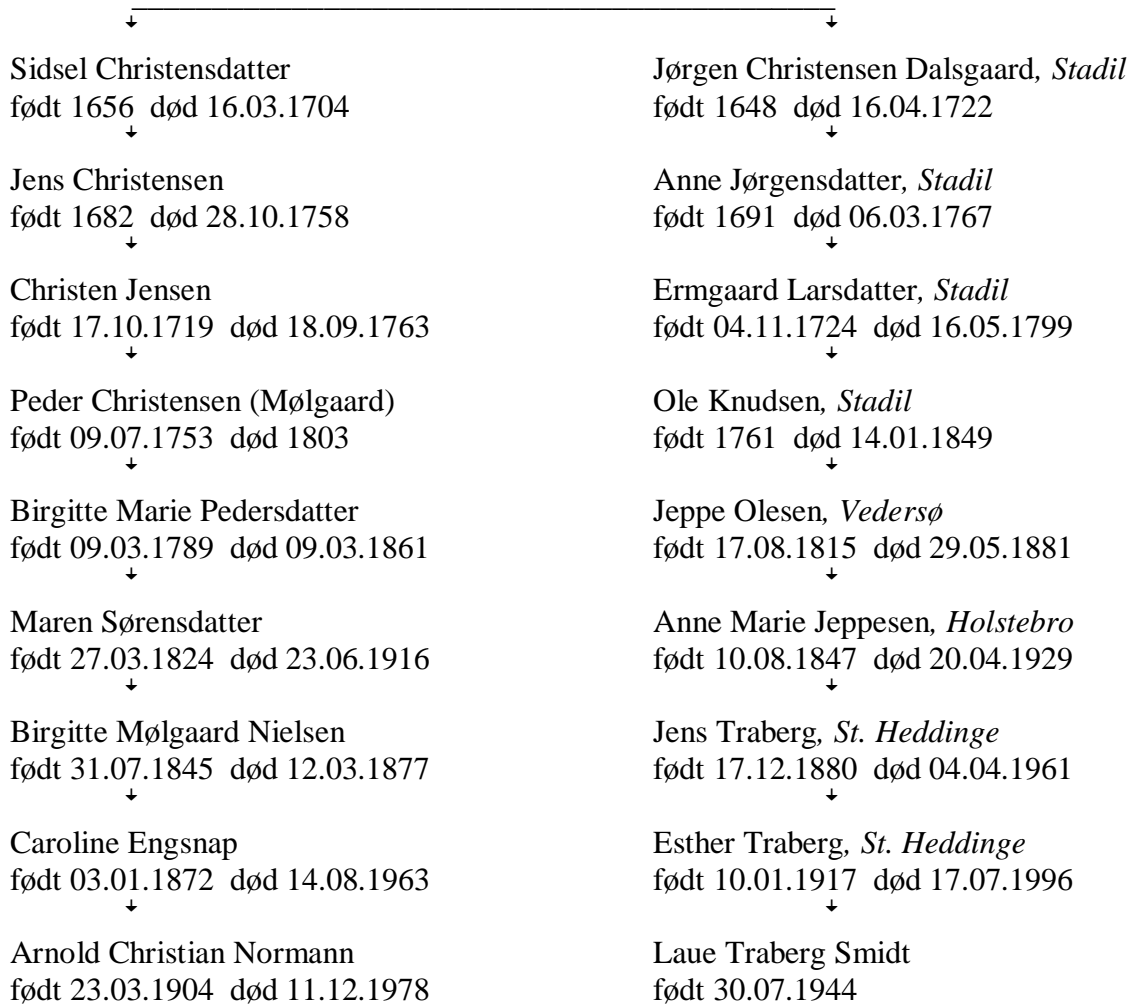 Sidsel Christensdatter
født 1656 død 16.03.1704
Jens Christensen
født 1682 død 28.10.1758
Christen Jensen
født 17.10.1719 død 18.09.1763
Peder Christensen (Mølgaard)
født 09.07.1753 død 1803
Birgitte Marie Pedersdatter
født 09.03.1789 død 09.03.1861
Maren Sørensdatter
født 27.03.1824 død 23.06.1916
Birgitte Mølgaard Nielsen
født 31.07.1845 død 12.03.1877
Caroline Engsnap
født 03.01.1872 død 14.08.1963
Arnold Christian Normann
født 23.03.1904 død 11.12.1978
Jørgen Christensen Dalsgaard, Stadil
født 1648 død 16.04.1722
Anne Jørgensdatter, Stadil
født 1691 død 06.03.1767
Ermgaard Larsdatter, Stadil
født 04.11.1724 død 16.05.1799
Ole Knudsen, Stadil
født 1761 død 14.01.1849
Jeppe Olesen, Vedersø
født 17.08.1815 død 29.05.1881
Anne Marie Jeppesen, Holstebro
født 10.08.1847 død 20.04.1929
Jens Traberg, St. Heddinge
født 17.12.1880 død 04.04.1961
Esther Traberg, St. Heddinge
født 10.01.1917 død 17.07.1996
Laue Traberg Smidt
født 30.07.1944